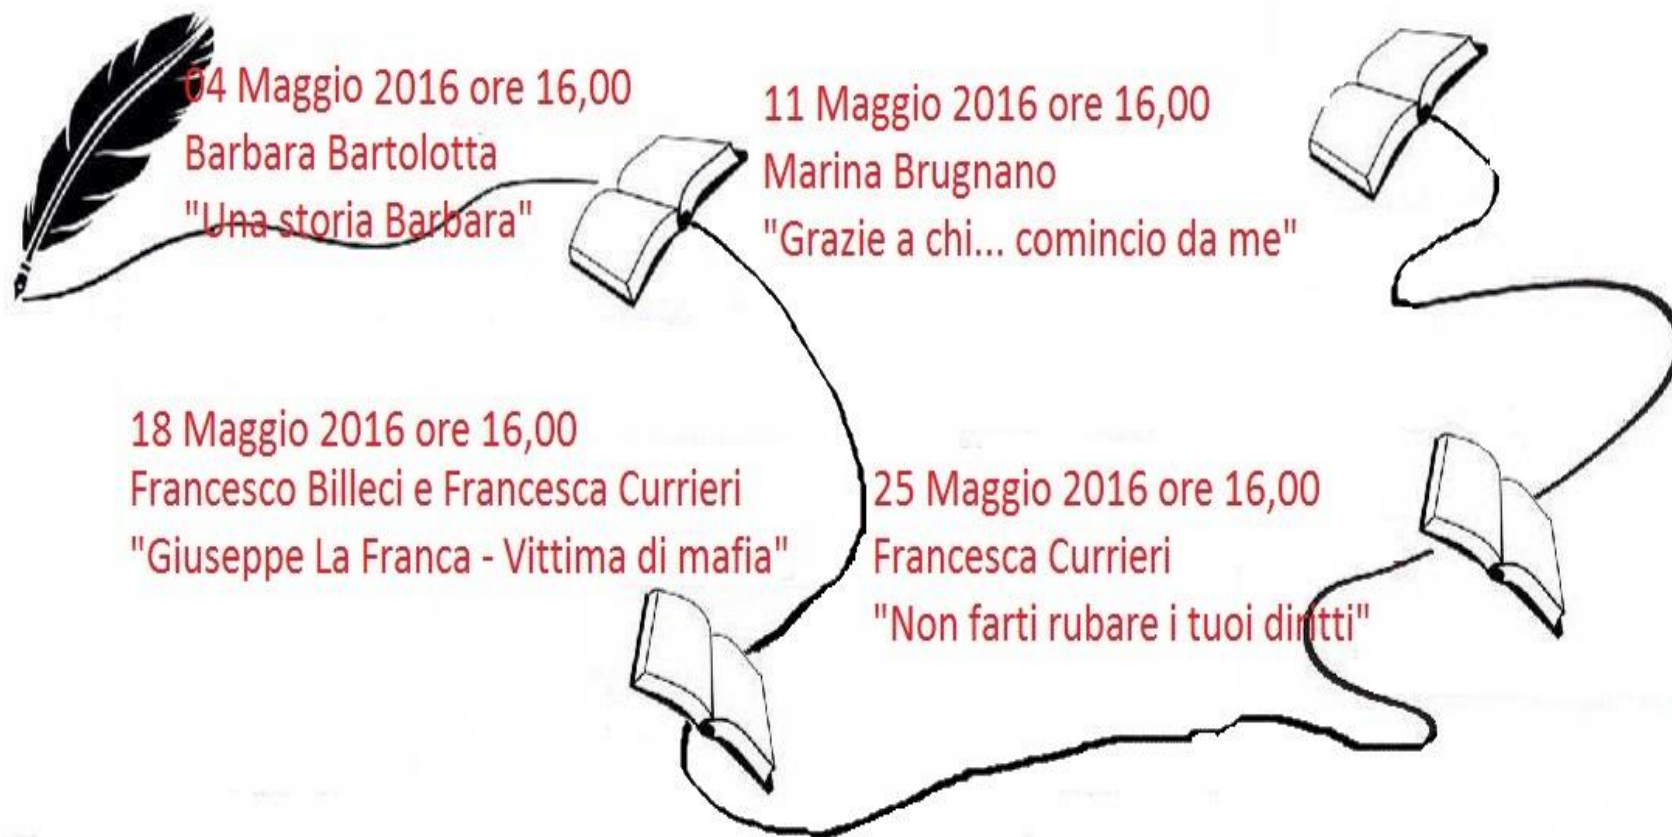 04 Maggio 2016 ore 16,00
Barbara Bartolotta
"Una storia Barbara"
11 Maggio 2016 ore 16,00
Marina Brugnano
"Grazie a chi... comincio da me"
18 Maggio 2016 ore 16,00
Francesco Billeci e Francesca Currieri
"Giuseppe La Franca - Vittima di mafia"
25 Maggio 2016 ore 16,00
Francesca Currieri
"Non farti rubare i tuoi diritti"